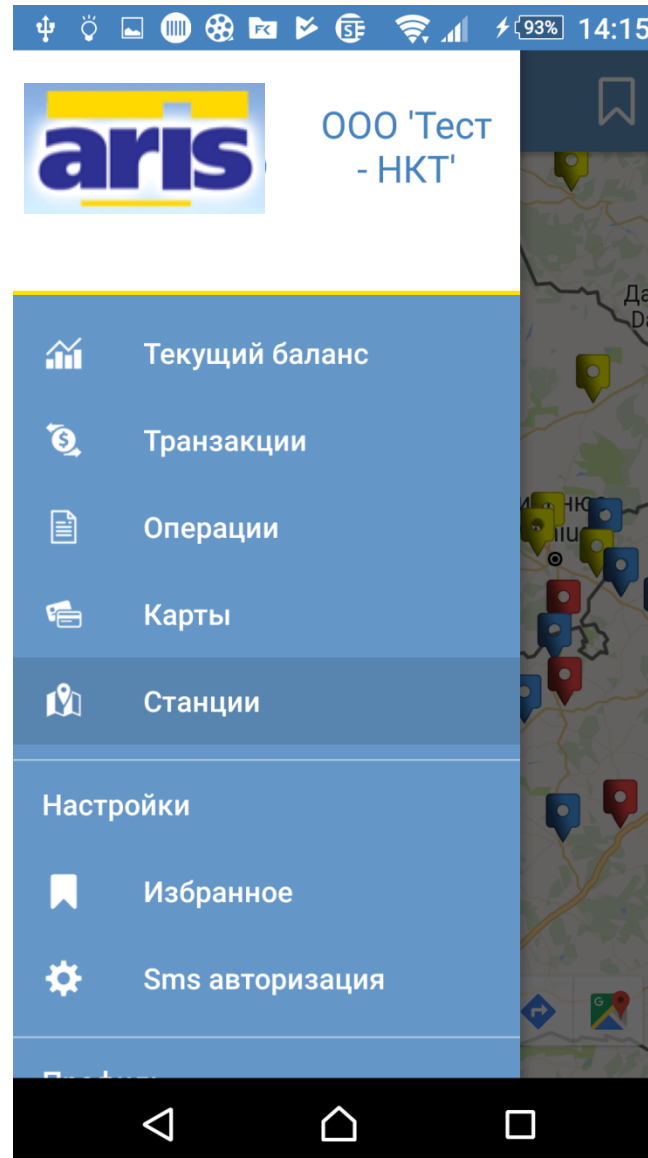 93% 14:15
aris
ООО 'Тест
- НКТ'
Текущий баланс
Транзакции
Операции
Карты
Станции
Настройки
Избранное
Sms авторизация